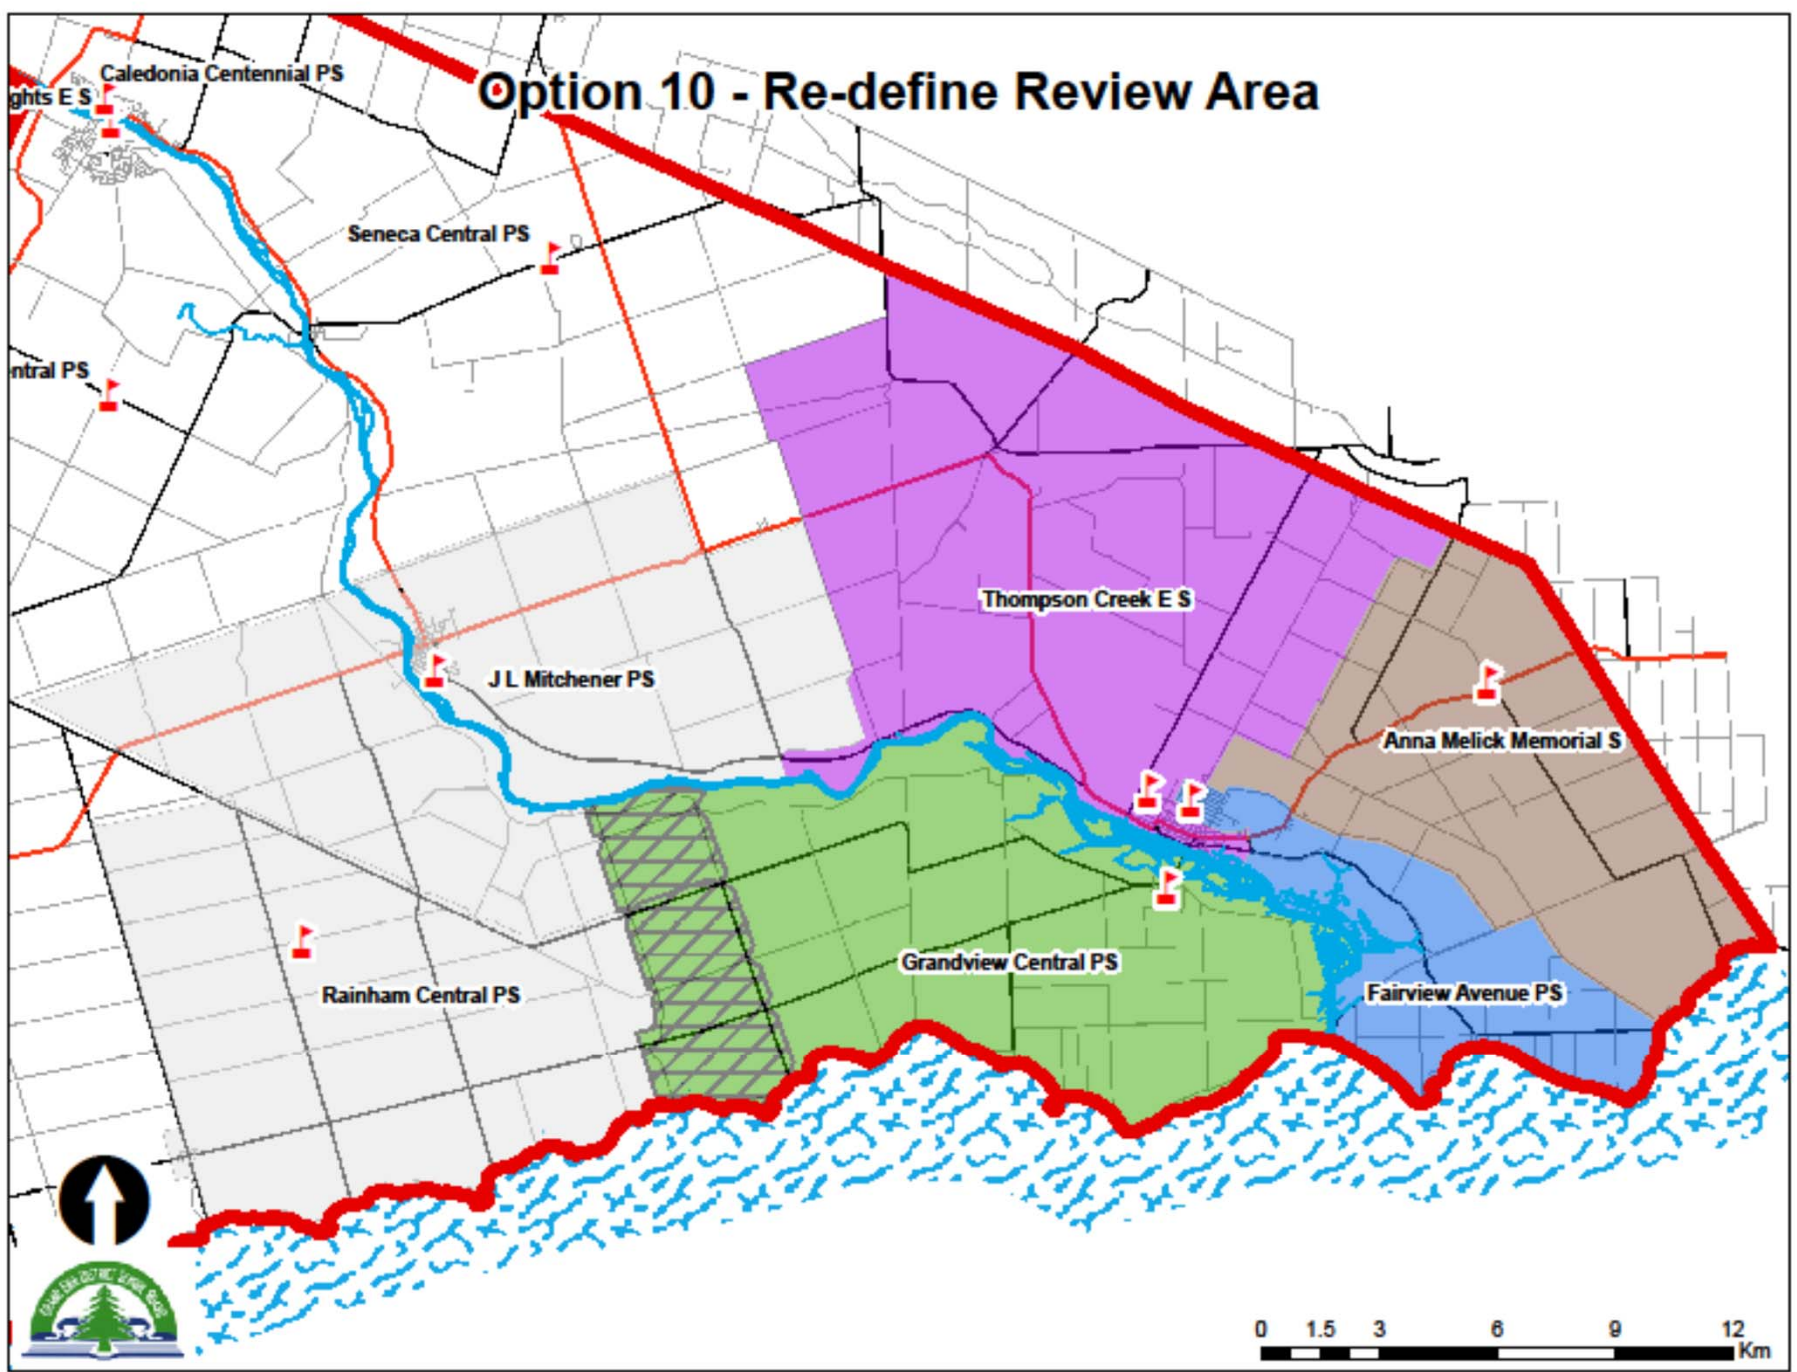 Option 10 - Re-define Review Area
Caledonia Centennial PS
ghts E S
Seneca Central PS
ntral PS
Thompson Creek E S
J L Mitchener PS
Anna Melick Memorial S
Grandview Central PS
Rainham Central PS
Fairview Avenue PS
0 1.5 3 6 9 12
Km